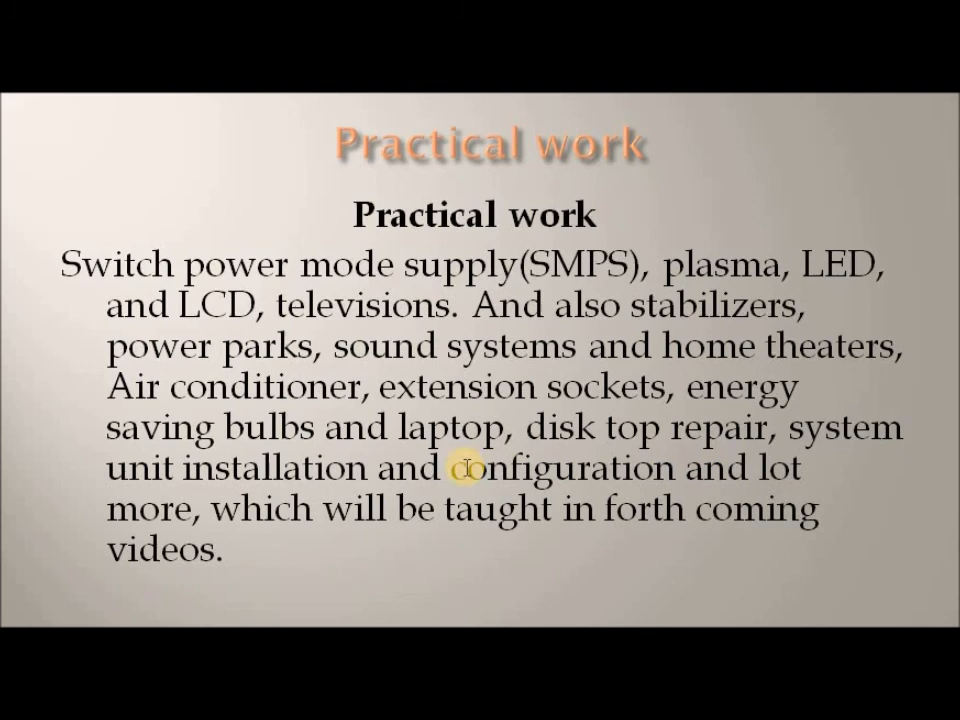 Practical work
Practical work
Switch power mode supply(SMPS), plasma, LED,
and LCD, televisions. And also stabilizers,
power parks, sound systems and home theaters,
Air conditioner, extension sockets, energy
saving bulbs and laptop, disk top repair, system
unit installation and configuration and lot
more, which will be taught in forth coming
videos.